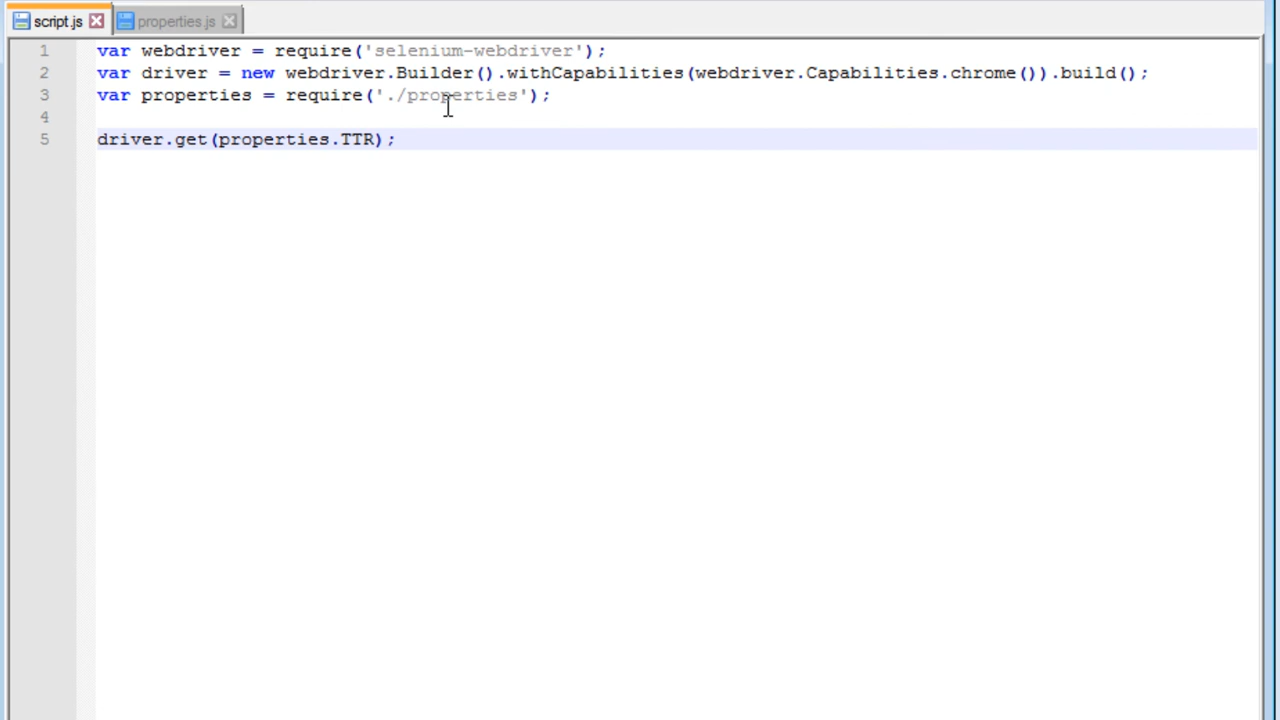 script.js properties.js
1 var webdriver = require('selenium-webdriver');
2 var driver = new webdriver.Builder().withCapabilities(webdriver.Capabilities.chrome()).build();
3 var properties = require('./properties');
4
5 driver.get(properties.TTR);